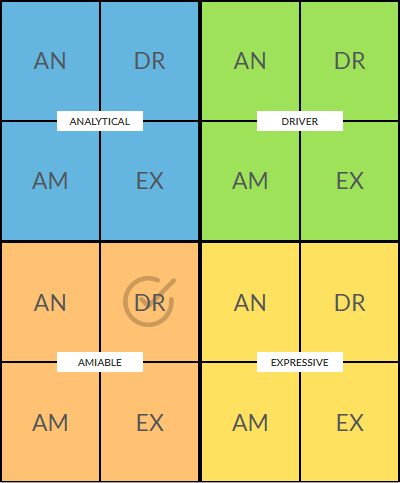 AN DR AN DR
ANALYTICAL DRIVER
AM EX AM EX
AN DR AN DR
AMIABLE EXPRESSIVE
AM EX AM EX